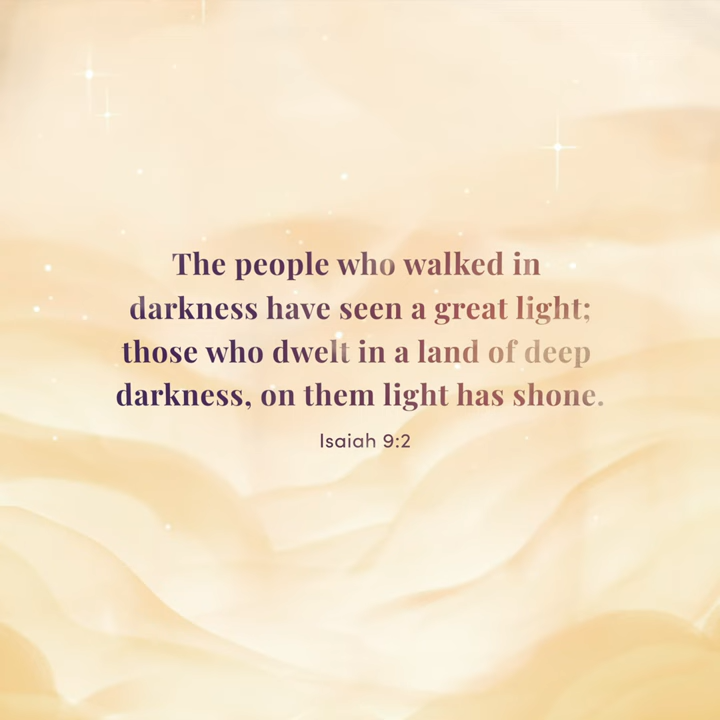 The people who walked in
darkness have seen a great light;
those who dwelt in a land of deep
darkness, on them light has shone.
Isaiah 9:2